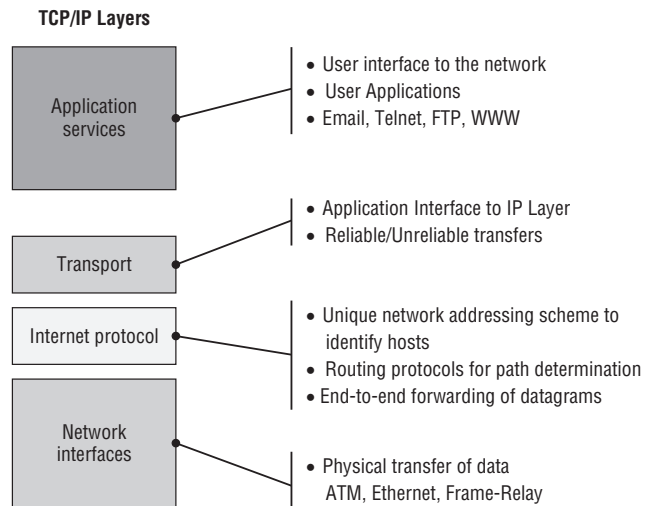 TCP/IP Layers
Application
services
• User interface to the network
• User Applications
• Email, Telnet, FTP, WWW
Transport
• Application Interface to IP Layer
• Reliable/Unreliable transfers
Internet protocol
• Unique network addressing scheme to
identify hosts
• Routing protocols for path determination
• End-to-end forwarding of datagrams
Network
interfaces
• Physical transfer of data
ATM, Ethernet, Frame-Relay